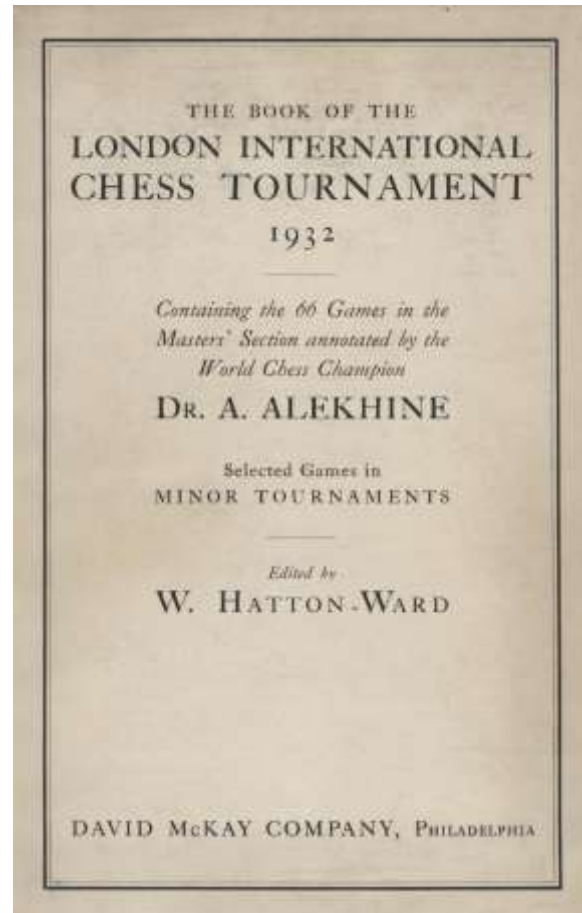 THE BOOK OF THE
LONDON INTERNATIONAL
CHESS TOURNAMENT
1932
Containing the 66 Games in the
Masters' Section annotated by the
World Chess Champion
DR. A. ALEKHINE
Selected Games in
MINOR TOURNAMENTS
Edited by
W. HATTON-WARD
DAVID McKAY COMPANY, PHILADELPHIA